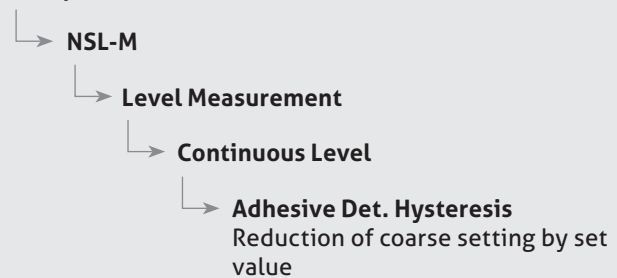 NSL-M
Level Measurement
Continuous Level
Adhesive Det. Hysteresis
Reduction of coarse setting by set
value